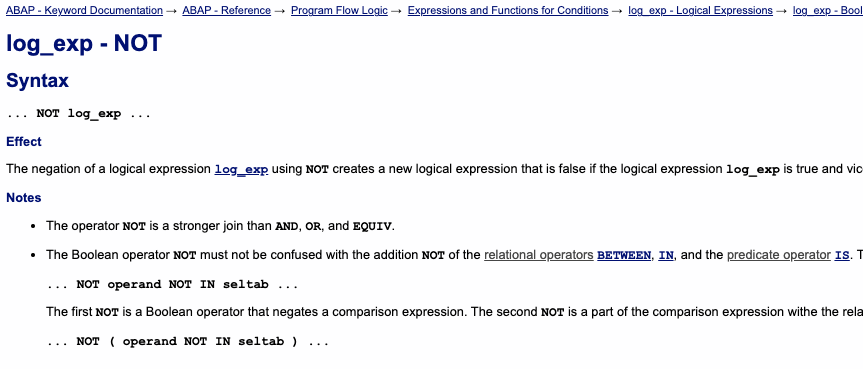 ABAP - Keyword Documentation → ABAP - Reference → Program Flow Logic → Expressions and Functions for Conditions → log_exp - Logical Expressions → log_exp - Bool
log_exp - NOT
Syntax
... NOT log_exp ...
Effect
The negation of a logical expression log_exp using NOT creates a new logical expression that is false if the logical expression log_exp is true and vic
Notes
• The operator NOT is a stronger join than AND, OR, and EQUIV.
• The Boolean operator NOT must not be confused with the addition NOT of the relational operators BETWEEN, IN, and the predicate operator IS. T
... NOT operand NOT IN seltab ...
The first NOT is a Boolean operator that negates a comparison expression. The second NOT is a part of the comparison expression withe the rela
... NOT ( operand NOT IN seltab ) ...